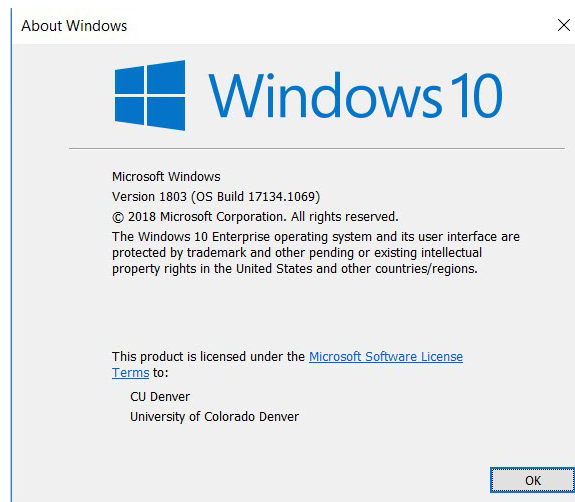 About Windows
Windows 10
Microsoft Windows
Version 1803 (OS Build 17134.1069)
© 2018 Microsoft Corporation. All rights reserved.
The Windows 10 Enterprise operating system and its user interface are
protected by trademark and other pending or existing intellectual
property rights in the United States and other countries/regions.
This product is licensed under the Microsoft Software License
Terms to:
CU Denver
University of Colorado Denver
OK